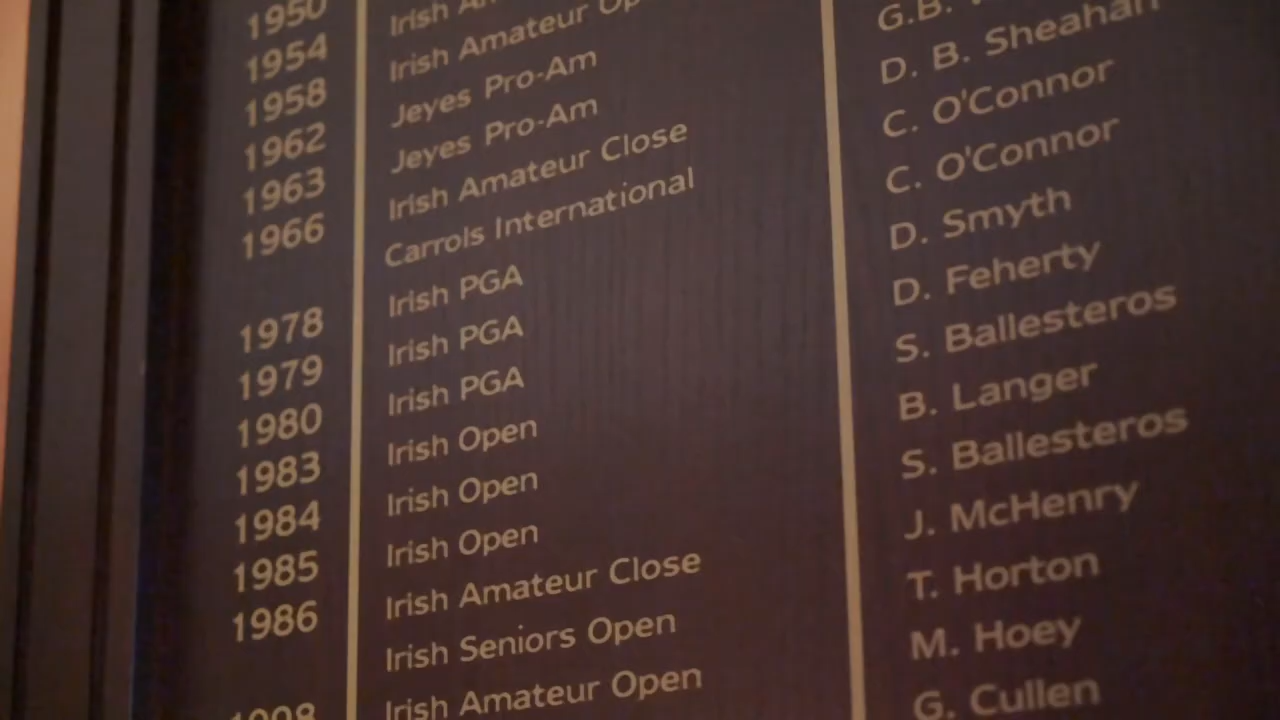 1950
1954
1958
1962
1963
1966
1978
1979
1980
1983
1984
1985
1986
Irish
Irish Amateur
Jeyes Pro-Am
Jeyes Pro-Am
Irish Amateur Close
Carrols International
Irish PGA
Irish PGA
Irish PGA
Irish Open
Irish Open
Irish Open
Irish Amateur Close
Irish Seniors Open
Irish Amateur Open
G.B.
D. B. Sheahan
C. O'Connor
C. O'Connor
D. Smyth
D. Feherty
S. Ballesteros
B. Langer
S. Ballesteros
J. McHenry
T. Horton
M. Hoey
G. Cullen